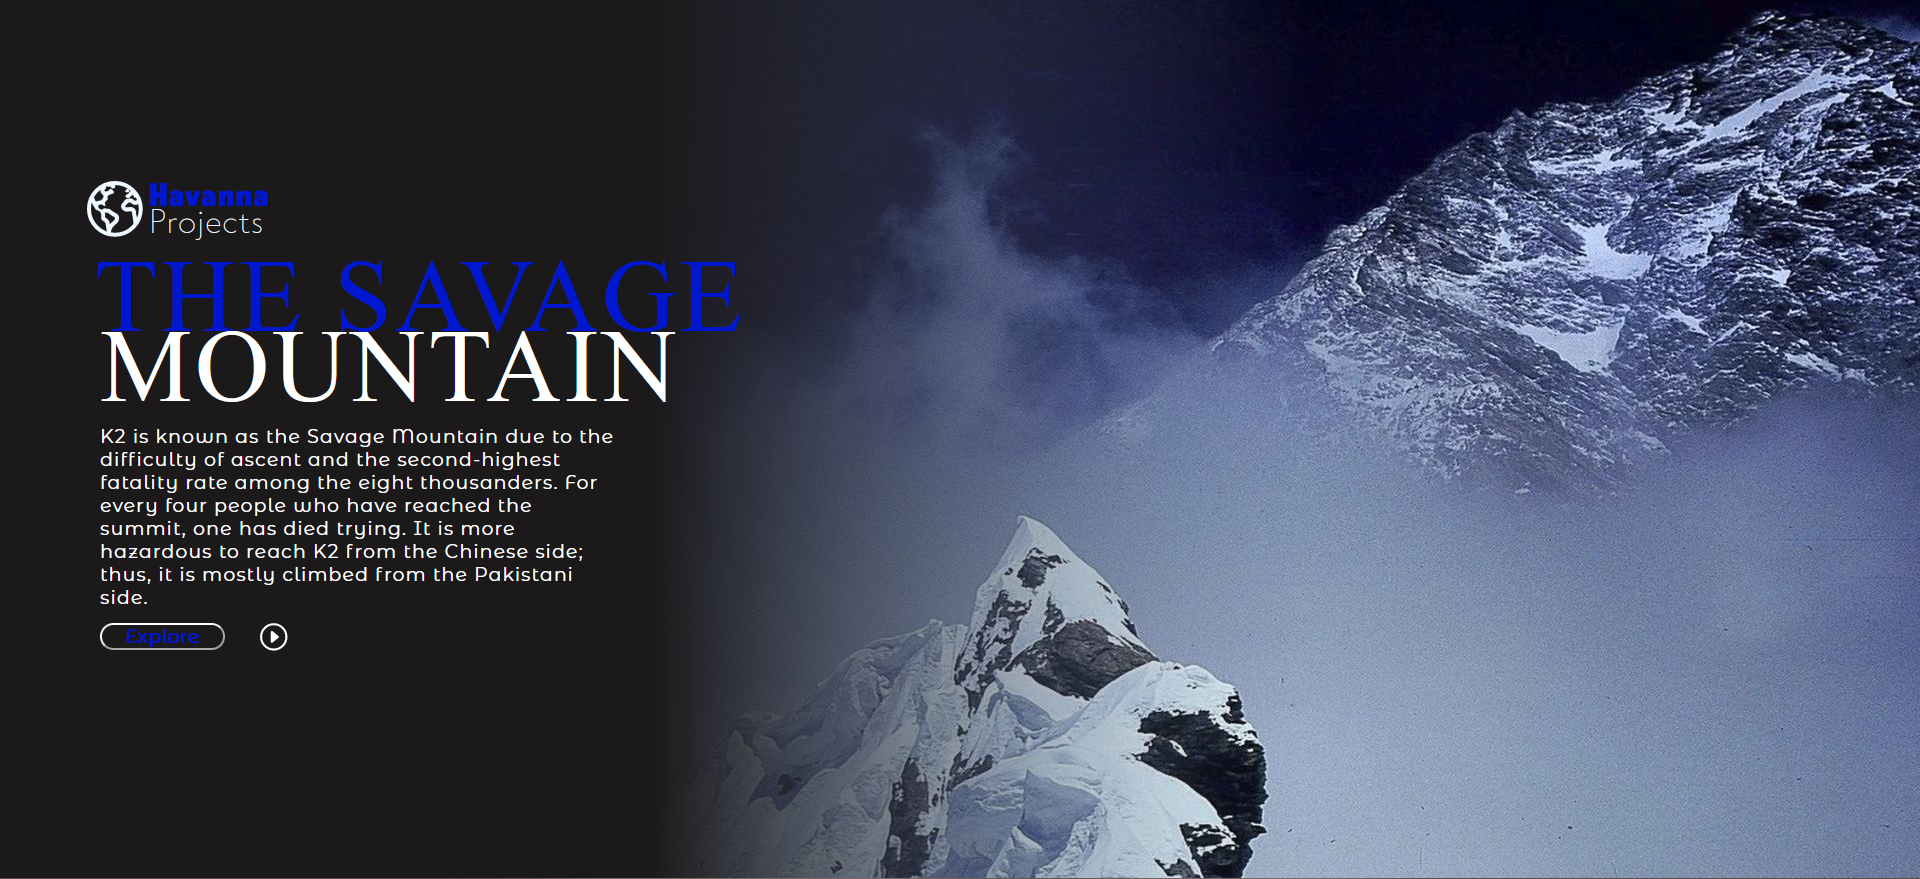 Havanna
Projects
THE SAVAGE
MOUNTAIN
K2 is known as the Savage Mountain due to the
difficulty of ascent and the second-highest
fatality rate among the eight thousanders. For
every four people who have reached the
summit, one has died trying. It is more
hazardous to reach K2 from the Chinese side;
thus, it is mostly climbed from the Pakistani
side.
Explore